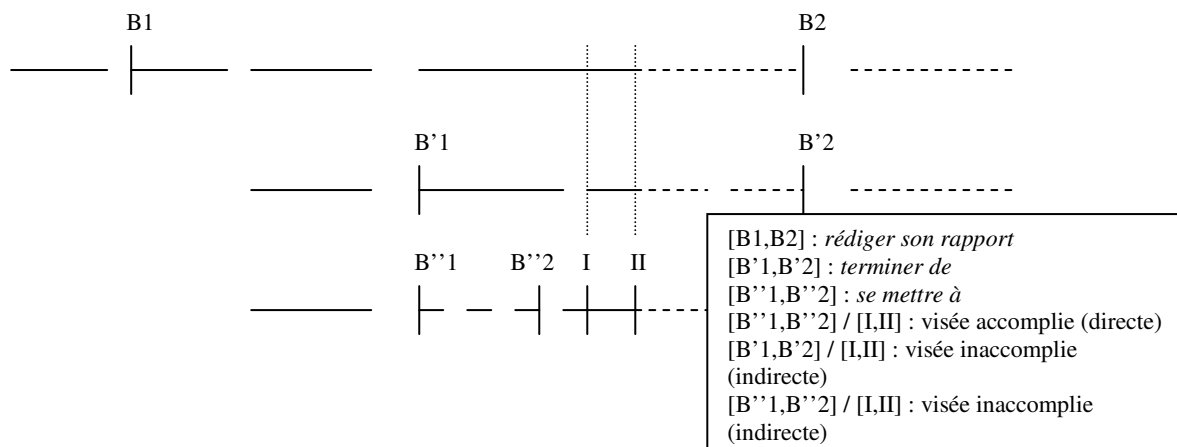 B1 B2
B’1 B’2
B’’1 B’’2 I II
[B1,B2] : rédiger son rapport
[B’1,B’2] : terminer de
[B’’1,B’’2] : se mettre à
[B’’1,B’’2] / [I,II] : visée accomplie (directe)
[B’1,B’2] / [I,II] : visée inaccomplie
(indirecte)
[B’’1,B’’2] / [I,II] : visée inaccomplie
(indirecte)